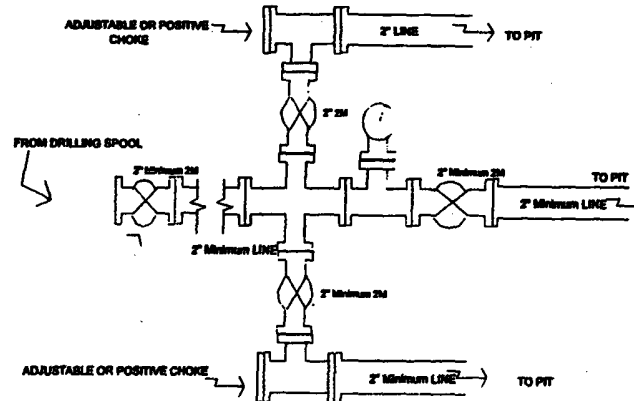 ADJUSTABLE OR POSITIVE
CHOKE
2" LINE
TO PIT
2" 2M
FROM DRILLING SPOOL
2" Minimum 2M
2" Minimum 2M
TO PIT
2" Minimum LINE
2" Minimum LINE
2" Minimum 2M
ADJUSTABLE OR POSITIVE CHOKE
2" Minimum LINE
TO PIT